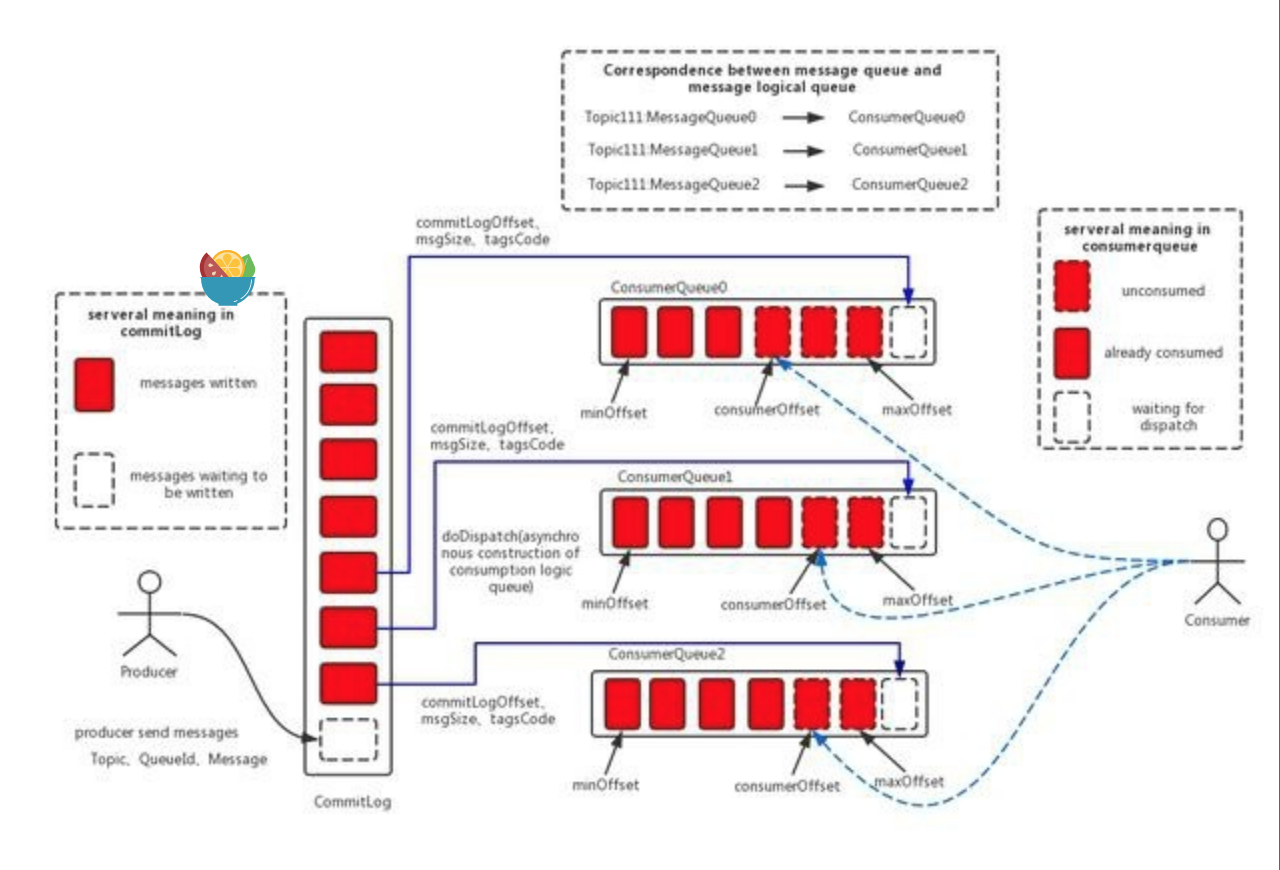 Correspondence between message queue and
message logical queue
Topic111:MessageQueue0 ConsumerQueue0
Topic111:MessageQueue1 ConsumerQueue1
Topic111:MessageQueue2 ConsumerQueue2
commitLogOffset、
msgSize、tagsCode
serveral meaning in
consumerqueue
unconsumed
already consumed
waiting for
dispatch
serveral meaning in
commitLog
messages written
messages waiting to
be written
ConsumerQueue0
minOffset
consumerOffset
maxOffset
commitLogOffset、
msgSize、tagsCode
ConsumerQueue1
doDispatch(asynchro
nous construction of
consumption logic
queue)
minOffset
consumerOffset
maxOffset
Consumer
Producer
ConsumerQueue2
commitLogOffset、
msgSize、tagsCode
producer send messages
Topic、QueueId、Message
minOffset
consumerOffset
maxOffset
CommitLog